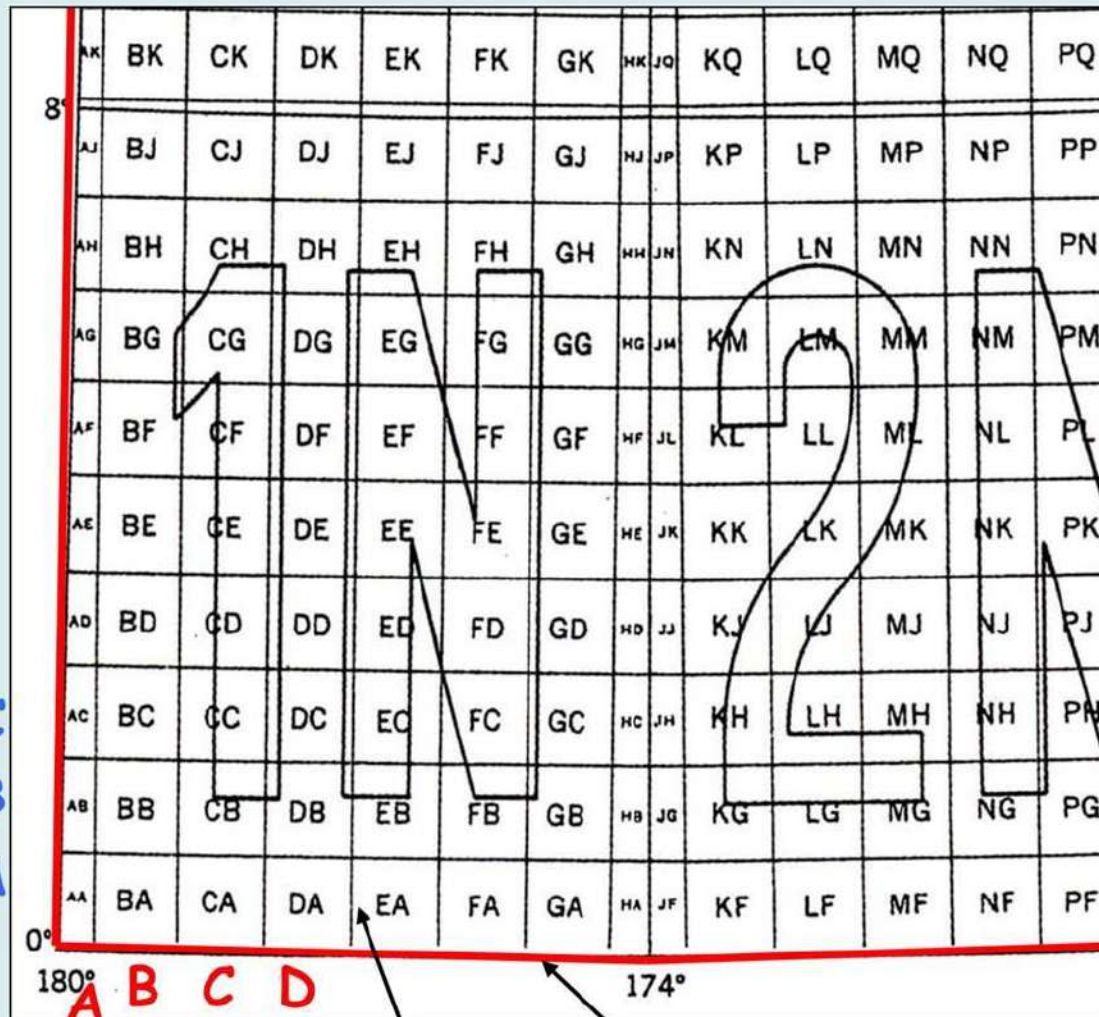 AK BK CK DK EK FK GK HK JQ KQ LQ MQ NQ PQ
8°
AJ BJ CJ DJ EJ FJ GJ HJ JP KP LP MP NP PP
AH BH CH DH EH FH GH HH JN KN LN MN NN PN
AG BG CG DG EG FG GG HG JM KM LM MM NM PM
AF BF CF DF EF FF GF HF JL KL LL ML NL PL
AE BE CE DE EE FE GE HE JK KK LK MK NK PK
1N 2N
AD BD CD DD ED FD GD HD JJ KJ LJ MJ NJ PJ
AC BC CC DC EC FC GC HC JH KH LH MH NH PH
B AB BB CB DB EB FB GB HB JG KG LG MG NG PG
A AA BA CA DA EA FA GA HA JF KF LF MF NF PF
0°
180° 174°
A B C D